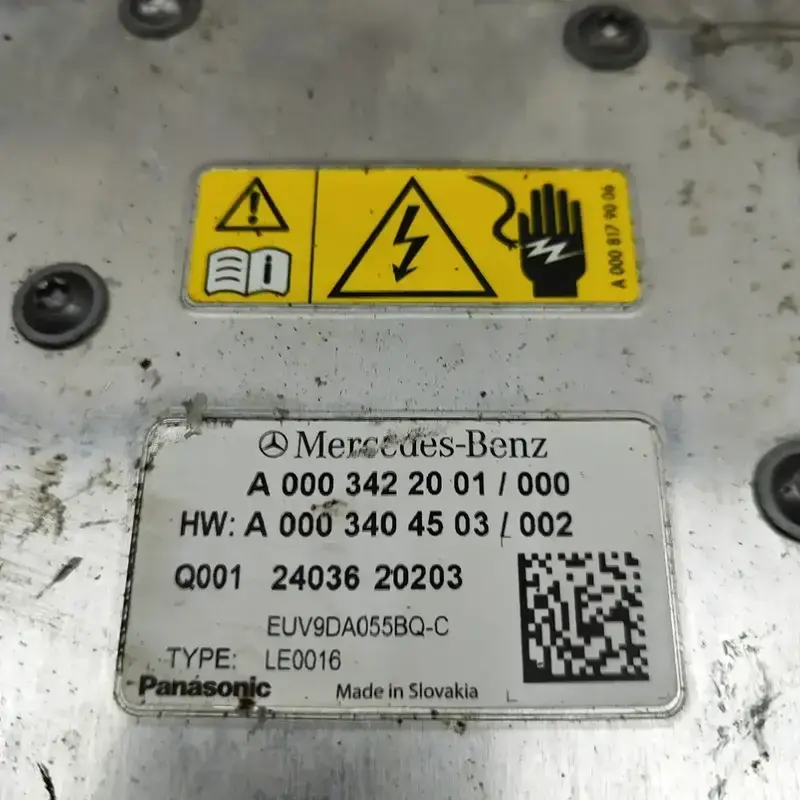 A 000 817 90 06
Mercedes-Benz
A 000 342 20 01 / 000
HW: A 000 340 45 03 / 002
Q001 24036 20203
EUV9DA055BQ-C
TYPE: LE0016
Panasonic Made in Slovakia